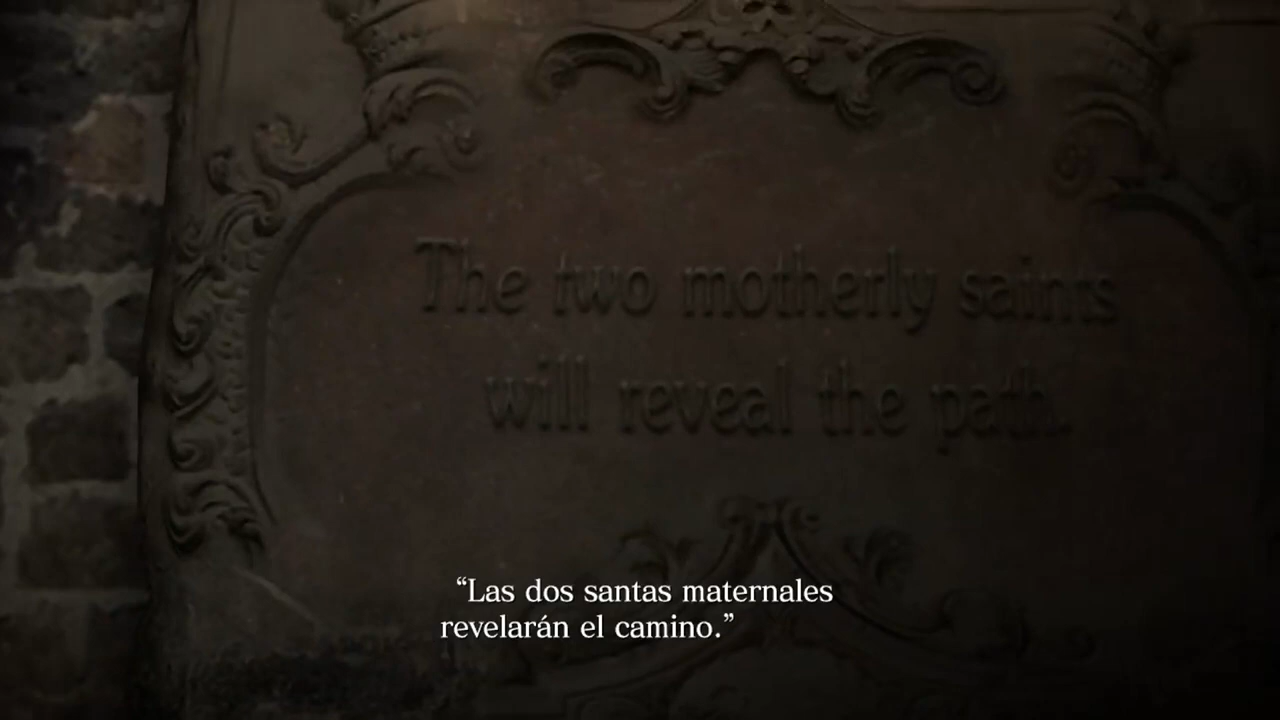 The two motherly saints
will reveal the path.
“Las dos santas maternales
revelarán el camino.”